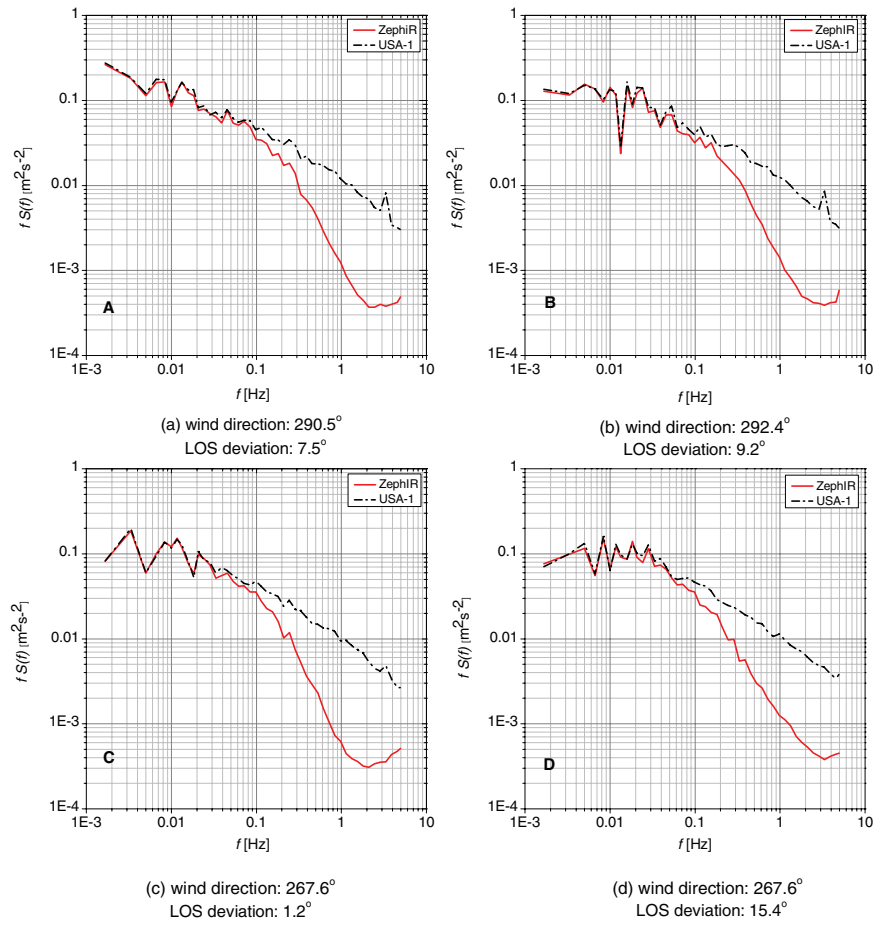 1
0.1
0.01
1E-3
1E-4
1E-3
0.01
0.1
1
10
f S(f) [m²s-2]
f [Hz]
ZephiR
USA-1
A
(a) wind direction: 290.5°
LOS deviation: 7.5°
1
0.1
0.01
1E-3
1E-4
1E-3
0.01
0.1
1
10
f S(f) [m²s-2]
f [Hz]
ZephIR
USA-1
B
(b) wind direction: 292.4°
LOS deviation: 9.2°
1
0.1
0.01
1E-3
1E-4
1E-3
0.01
0.1
1
10
f S(f) [m²s-2]
f [Hz]
ZephIR
USA-1
C
(c) wind direction: 267.6°
LOS deviation: 1.2°
1
0.1
0.01
1E-3
1E-4
1E-3
0.01
0.1
1
10
f S(f) [m²s-2]
f [Hz]
ZephIR
USA-1
D
(d) wind direction: 267.6°
LOS deviation: 15.4°